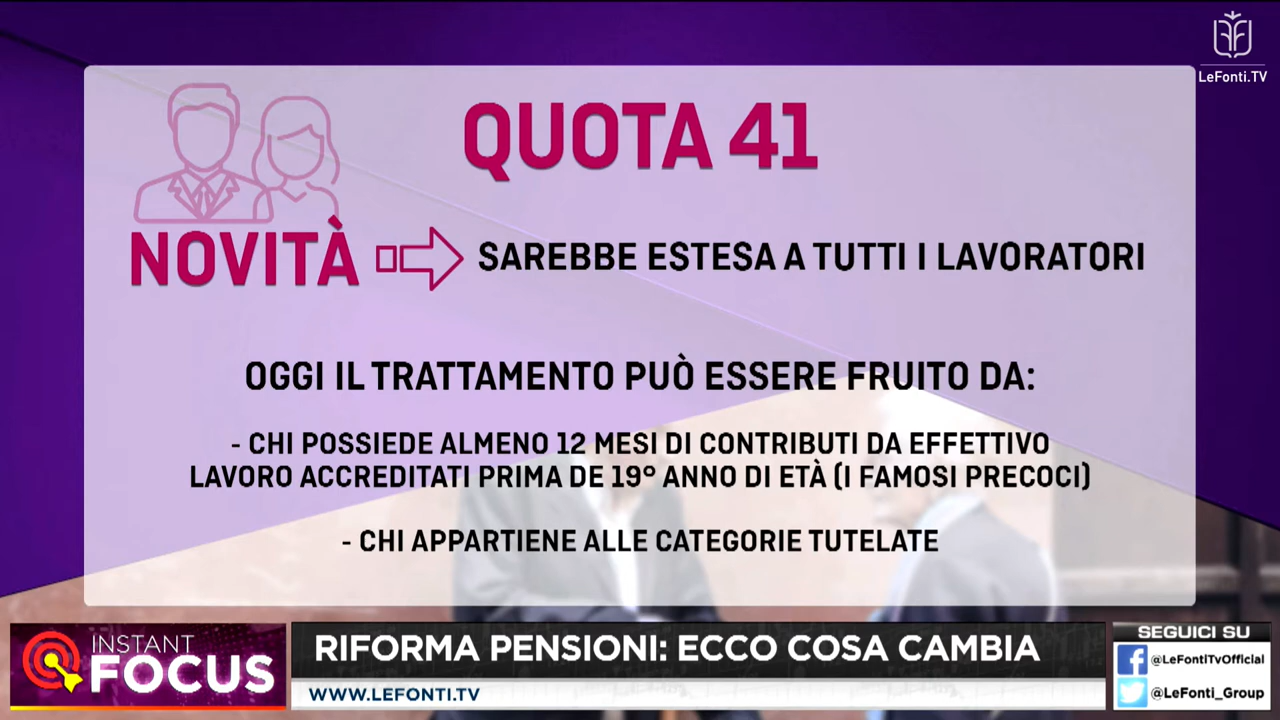 LeFonti.TV
QUOTA 41
NOVITÀ
SAREBBE ESTESA A TUTTI I LAVORATORI
OGGI IL TRATTAMENTO PUÒ ESSERE FRUITO DA:
- CHI POSSIEDE ALMENO 12 MESI DI CONTRIBUTI DA EFFETTIVO
LAVORO ACCREDITATI PRIMA DE 19° ANNO DI ETÀ (I FAMOSI PRECOCI)
- CHI APPARTIENE ALLE CATEGORIE TUTELATE
INSTANT
FOCUS
RIFORMA PENSIONI: ECCO COSA CAMBIA
WWW.LEFONTI.TV
SEGUICI SU
@LeFontiTvOfficial
@LeFonti_Group